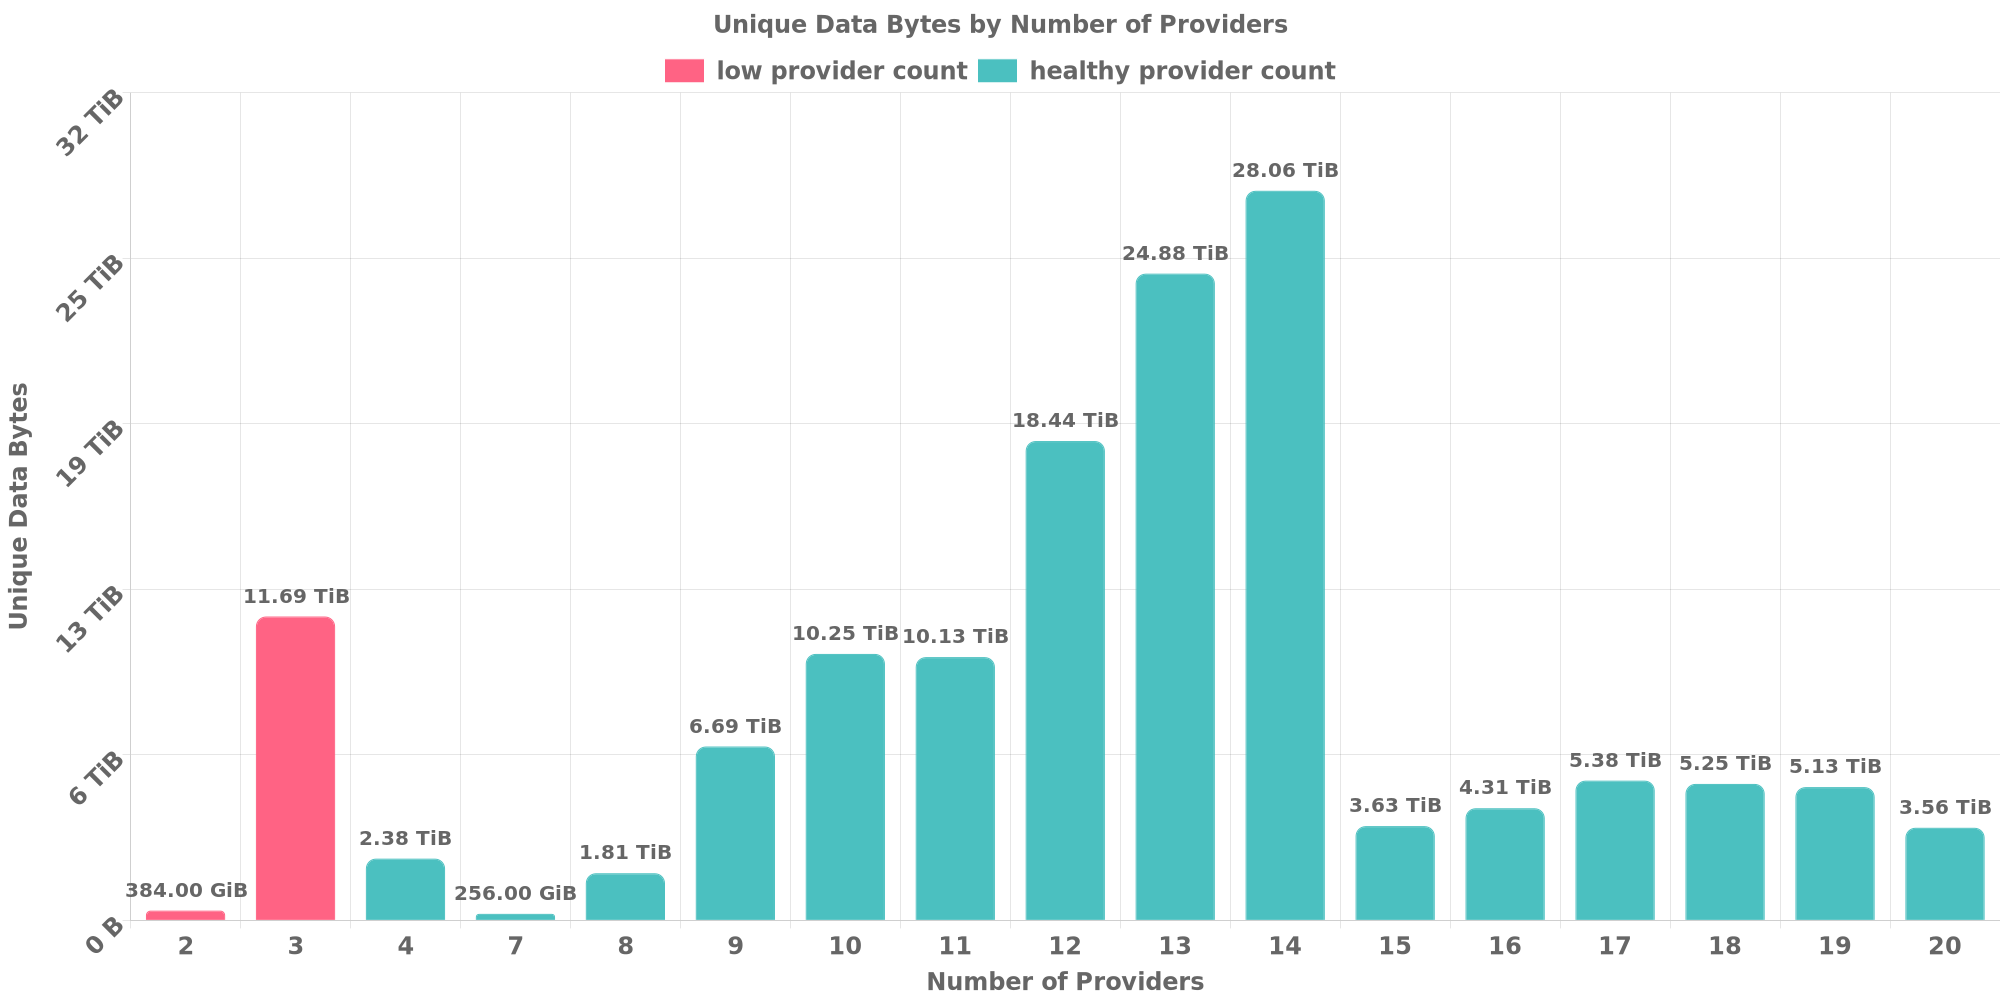 Unique Data Bytes by Number of Providers
low provider count healthy provider count
Unique Data Bytes
32 TiB
25 TiB
19 TiB
13 TiB
6 TiB
0 B
384.00 GiB
11.69 TiB
2.38 TiB
256.00 GiB
1.81 TiB
6.69 TiB
10.25 TiB
10.13 TiB
18.44 TiB
24.88 TiB
28.06 TiB
3.63 TiB
4.31 TiB
5.38 TiB
5.25 TiB
5.13 TiB
3.56 TiB
2 3 4 7 8 9 10 11 12 13 14 15 16 17 18 19 20
Number of Providers